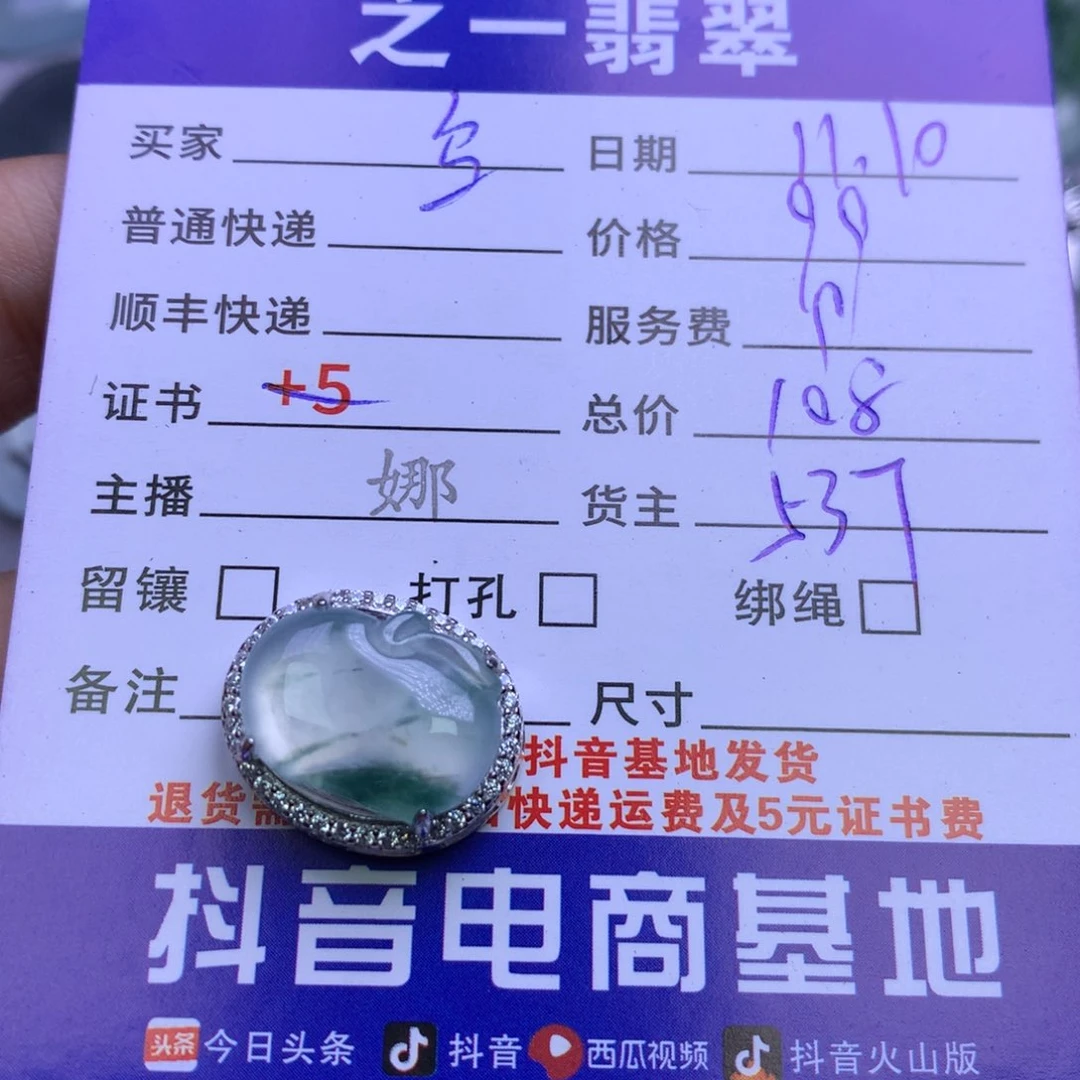 之一翡翠
买家 日期 11.10
普通快递 价格 99
顺丰快递 服务费
证书 +5 总价 108
主播 娜 货主 537
留镶 打孔 绑绳
备注 尺寸
抖音基地发货
退货 快递运费及5元证书费
抖音电商基地
头条 今日头条 抖音 西瓜视频 抖音火山版